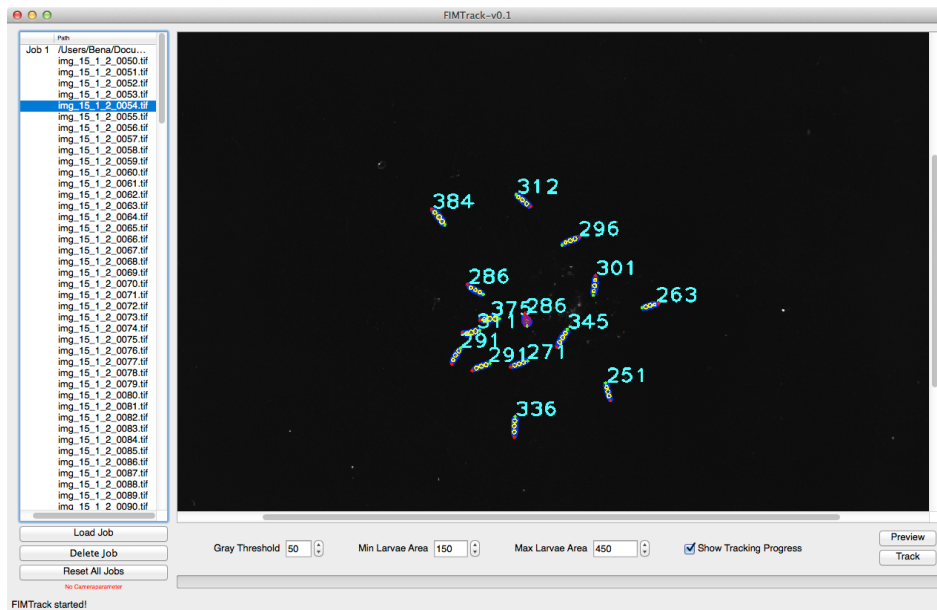 FIMTrack-v0.1
Path
Job 1 /Users/Bena/Docu...
img_15_1_2_0050.tif
img_15_1_2_0051.tif
img_15_1_2_0052.tif
img_15_1_2_0053.tif
img_15_1_2_0054.tif
img_15_1_2_0055.tif
img_15_1_2_0056.tif
img_15_1_2_0057.tif
img_15_1_2_0058.tif
img_15_1_2_0059.tif
img_15_1_2_0060.tif
img_15_1_2_0061.tif
img_15_1_2_0062.tif
img_15_1_2_0063.tif
img_15_1_2_0064.tif
img_15_1_2_0065.tif
img_15_1_2_0066.tif
img_15_1_2_0067.tif
img_15_1_2_0068.tif
img_15_1_2_0069.tif
img_15_1_2_0070.tif
img_15_1_2_0071.tif
img_15_1_2_0072.tif
img_15_1_2_0073.tif
img_15_1_2_0074.tif
img_15_1_2_0075.tif
img_15_1_2_0076.tif
img_15_1_2_0077.tif
img_15_1_2_0078.tif
img_15_1_2_0079.tif
img_15_1_2_0080.tif
img_15_1_2_0081.tif
img_15_1_2_0082.tif
img_15_1_2_0083.tif
img_15_1_2_0084.tif
img_15_1_2_0085.tif
img_15_1_2_0086.tif
img_15_1_2_0087.tif
img_15_1_2_0088.tif
img_15_1_2_0089.tif
img_15_1_2_0090.tif
312
384
296
301
286
263
375 286
311 345
291
291 271
251
336
Load Job
Delete Job
Reset All Jobs
No Cameraparameter
Gray Threshold 50 Min Larvae Area 150 Max Larvae Area 450 Show Tracking Progress
Preview
Track
FIMTrack started!